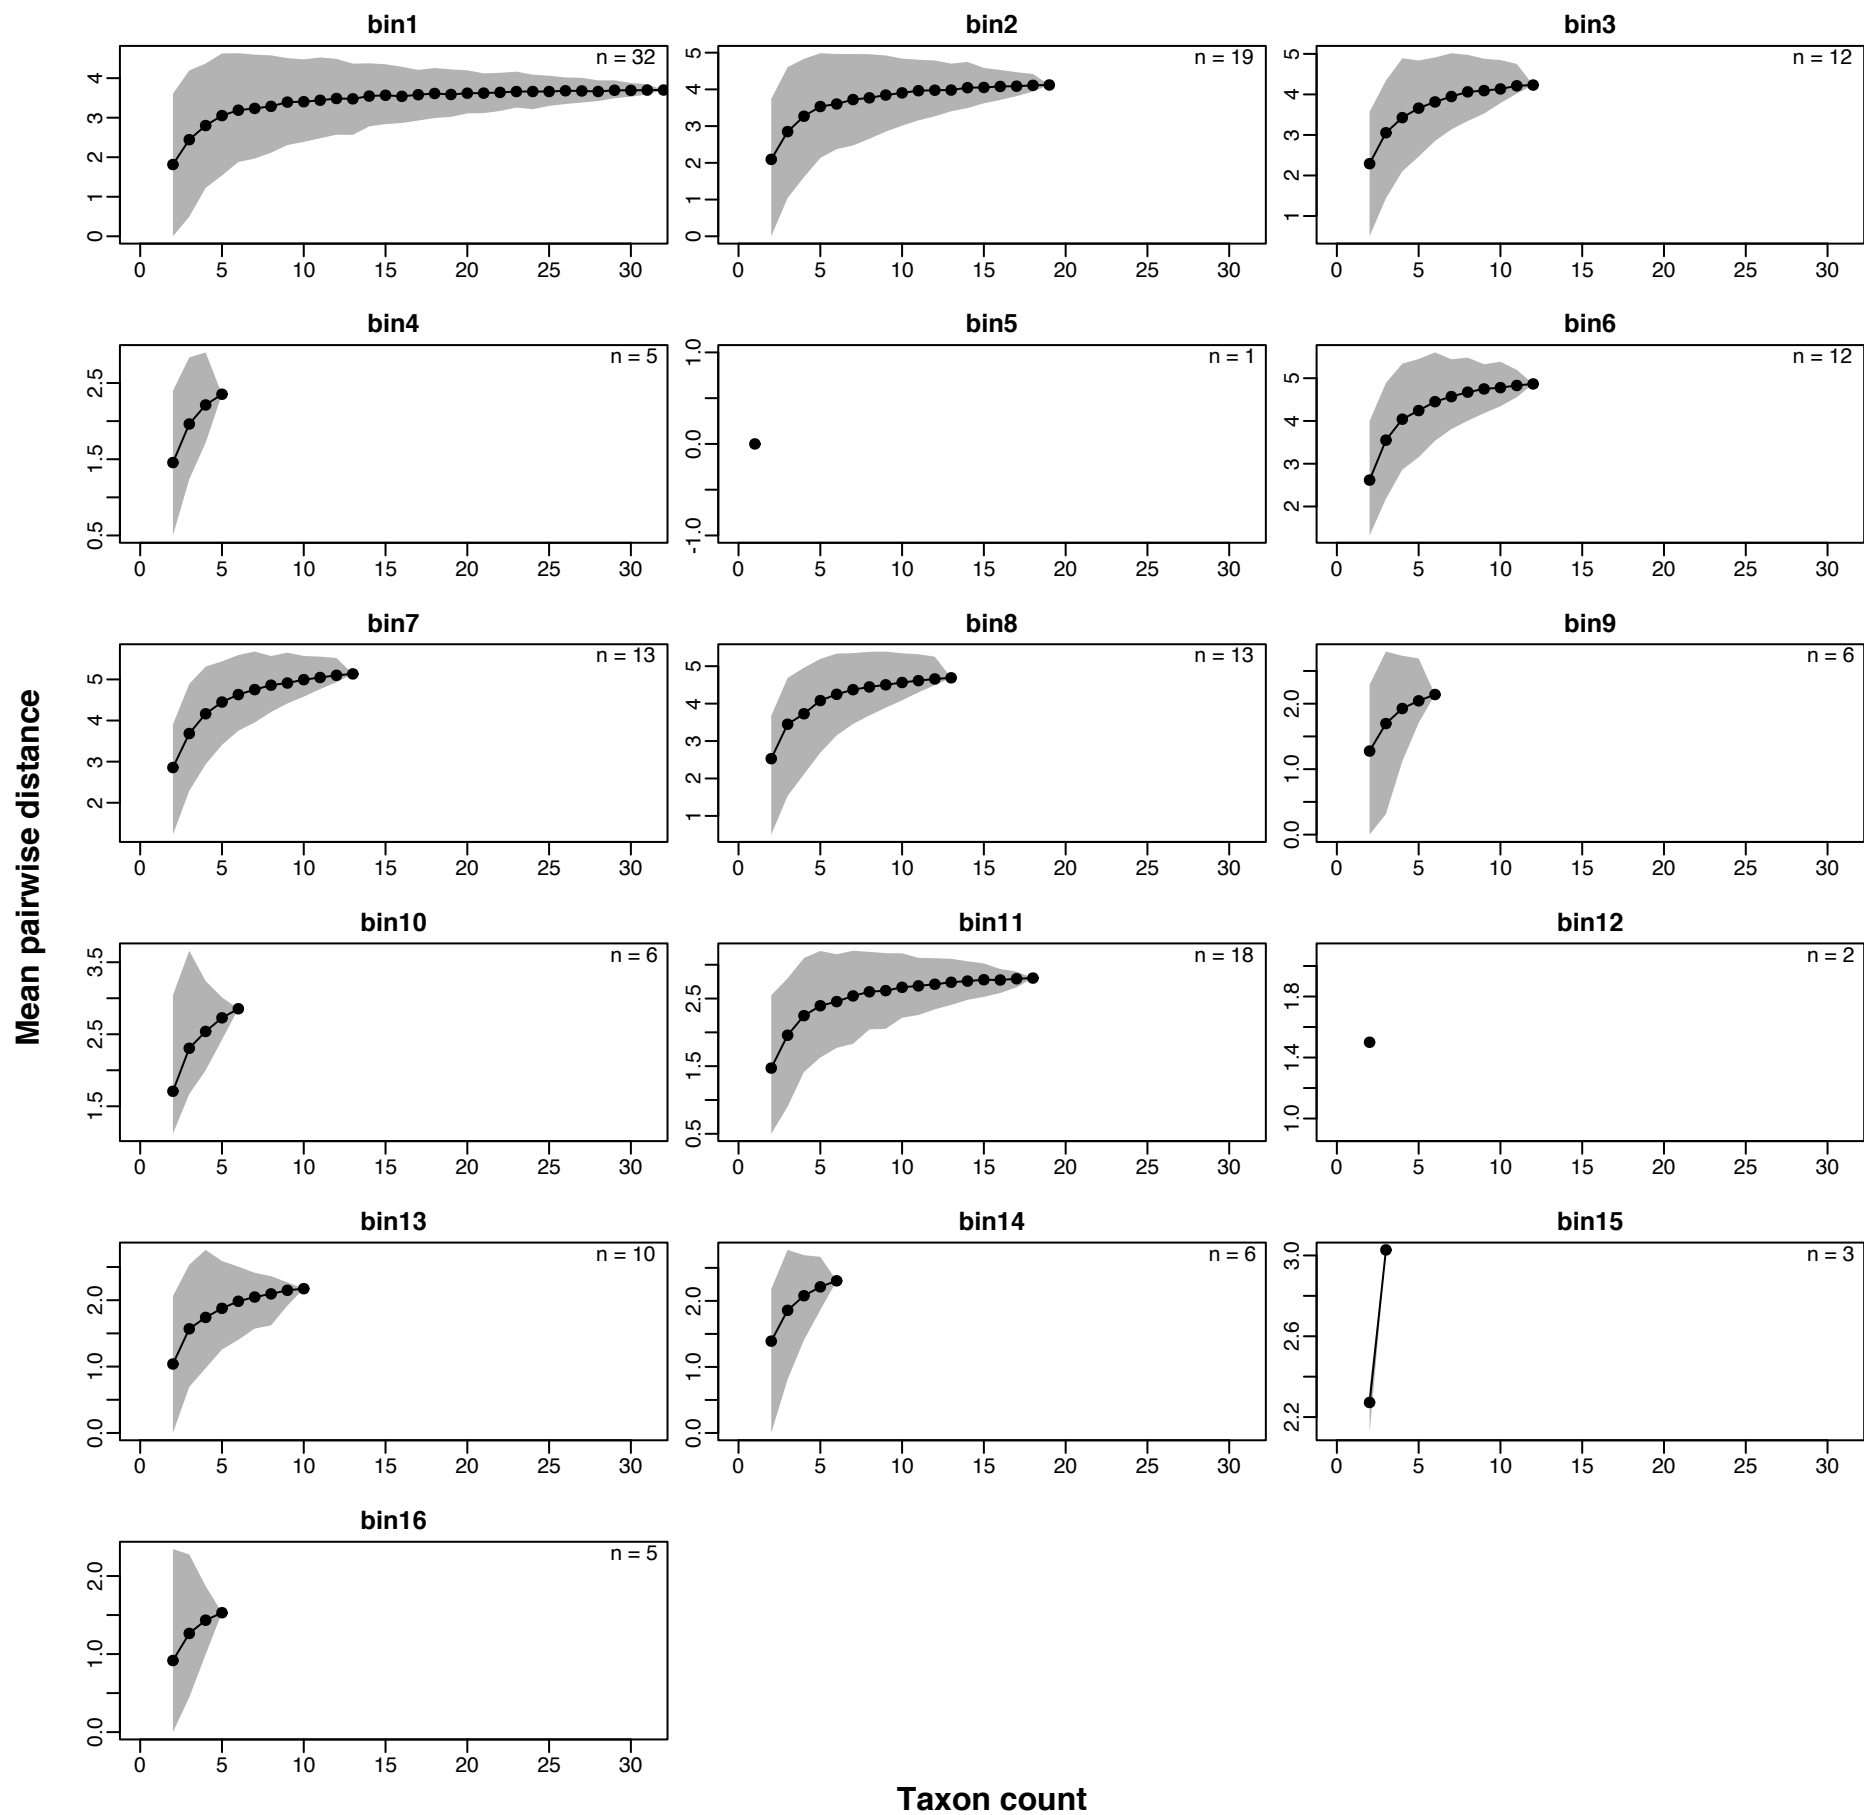 bin1
n = 32
0 1 2 3 4
0 5 10 15 20 25 30
bin2
n = 19
0 1 2 3 4 5
0 5 10 15 20 25 30
bin3
n = 12
1 2 3 4 5
0 5 10 15 20 25 30
bin4
n = 5
0.5 1.5 2.5
0 5 10 15 20 25 30
bin5
n = 1
-1.0 0.0 1.0
0 5 10 15 20 25 30
bin6
n = 12
2 3 4 5
0 5 10 15 20 25 30
bin7
n = 13
2 3 4 5
0 5 10 15 20 25 30
bin8
n = 13
1 2 3 4 5
0 5 10 15 20 25 30
bin9
n = 6
0.0 1.0 2.0
0 5 10 15 20 25 30
bin10
n = 6
1.5 2.5 3.5
0 5 10 15 20 25 30
bin11
n = 18
0.5 1.5 2.5
0 5 10 15 20 25 30
bin12
n = 2
1.0 1.4 1.8
0 5 10 15 20 25 30
bin13
n = 10
0.0 1.0 2.0
0 5 10 15 20 25 30
bin14
n = 6
0.0 1.0 2.0
0 5 10 15 20 25 30
bin15
n = 3
2.2 2.6 3.0
0 5 10 15 20 25 30
bin16
n = 5
0.0 1.0 2.0
0 5 10 15 20 25 30
Mean pairwise distance
Taxon count